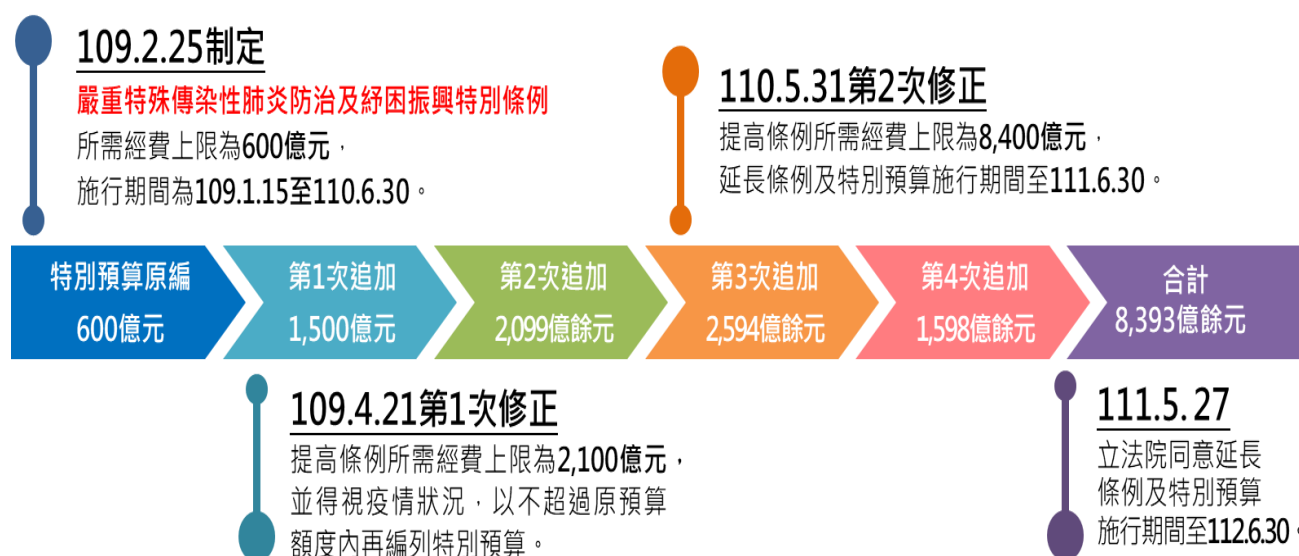 109.2.25制定
嚴重特殊傳染性肺炎防治及紓困振興特別條例
所需經費上限為600億元，
施行期間為109.1.15至110.6.30。
110.5.31第2次修正
提高條例所需經費上限為8,400億元，
延長條例及特別預算施行期間至111.6.30。
特別預算原編
600億元
第1次追加
1,500億元
第2次追加
2,099億餘元
第3次追加
2,594億餘元
第4次追加
1,598億餘元
合計
8,393億餘元
109.4.21第1次修正
提高條例所需經費上限為2,100億元，
並得視疫情狀況，以不超過原預算
額度內再編列特別預算。
111.5.27
立法院同意延長
條例及特別預算
施行期間至112.6.30。